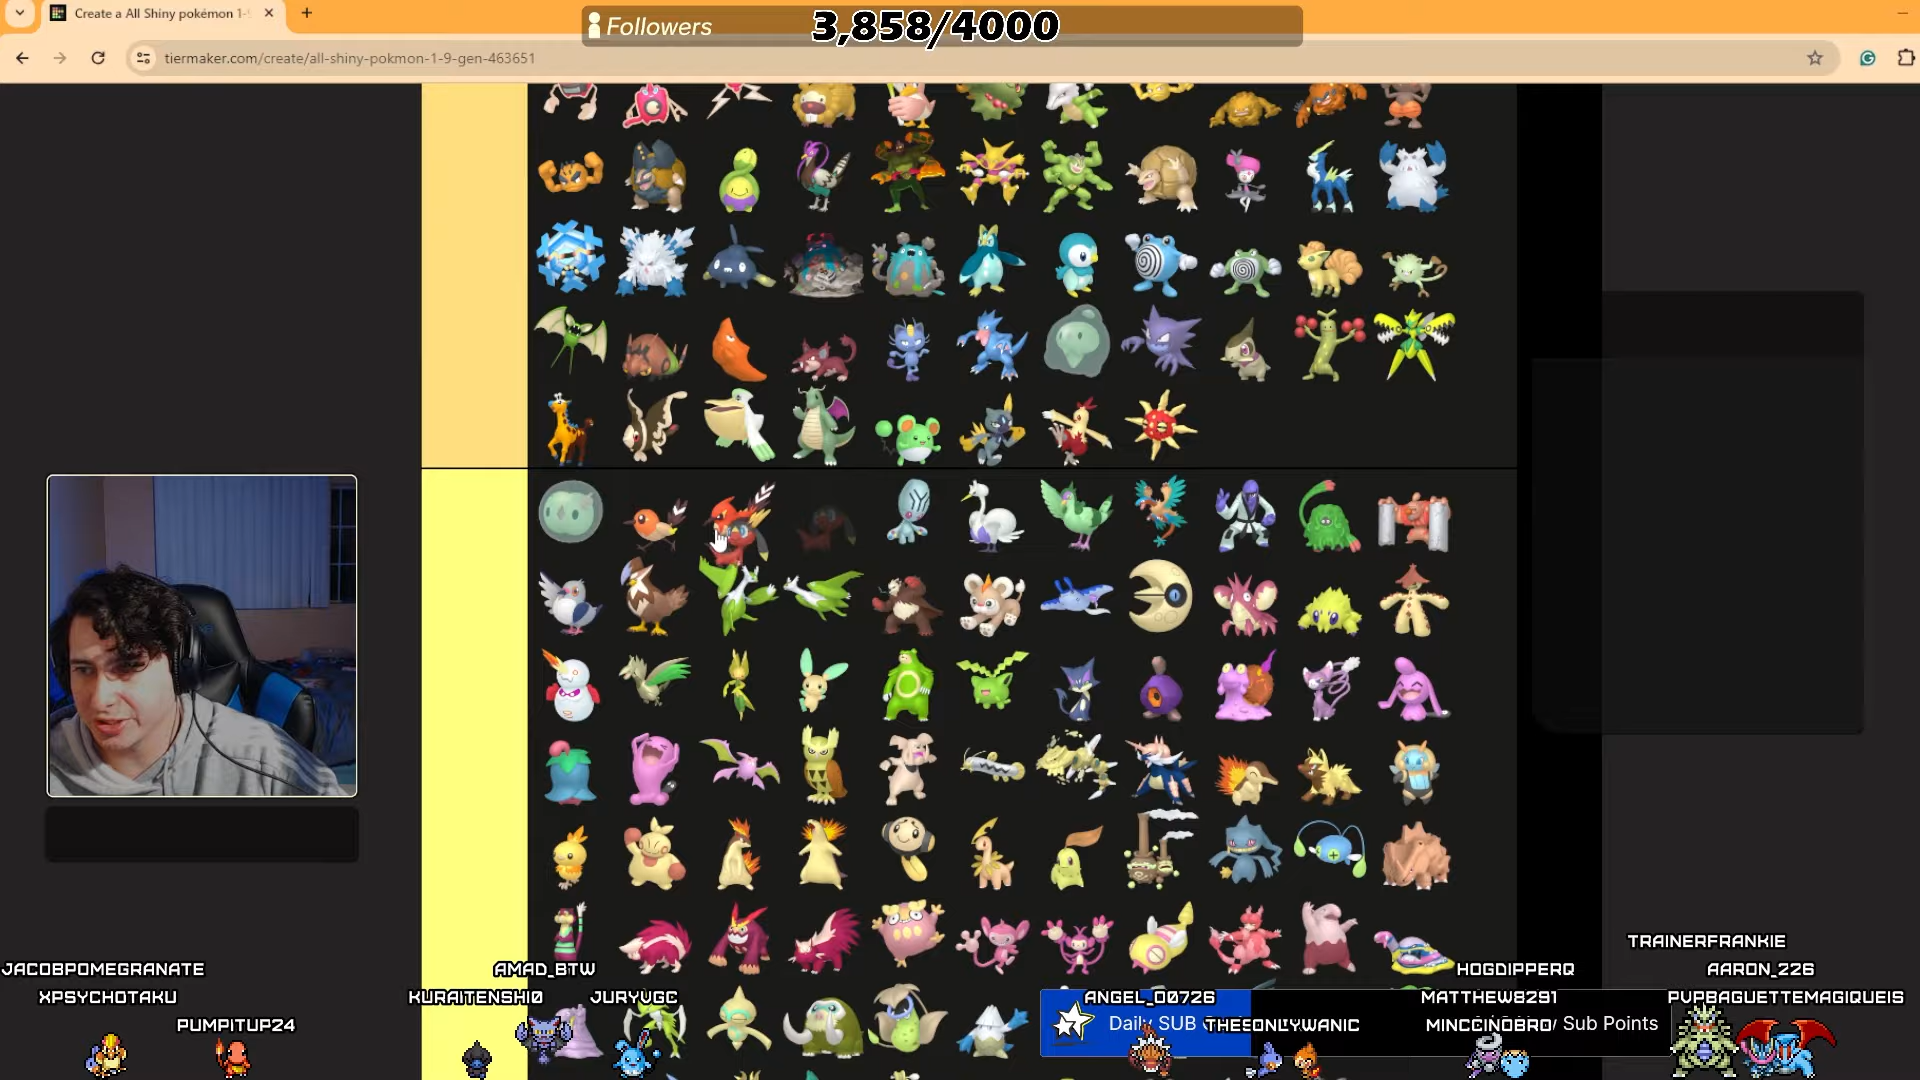 Create a All Shiny pokémon 1-
Followers 3,858/4000
tiermaker.com/create/all-shiny-pokmon-1-9-gen-463651
TRAINERFRANKIE
JACOBPOMEGRANATE
AMAD_BTW
HOGDIPPERQ
AARON_226
XPSYCHOTAKU
KURAITENSHI0
JURYVGC
ANGEL_00726
MATTHEW8291
PVPBAGUETTEMAGIQUEIS
PUMPITUP24
Daily SUB
THEEONLYWANIC
MINCCINOBRO
Sub Points